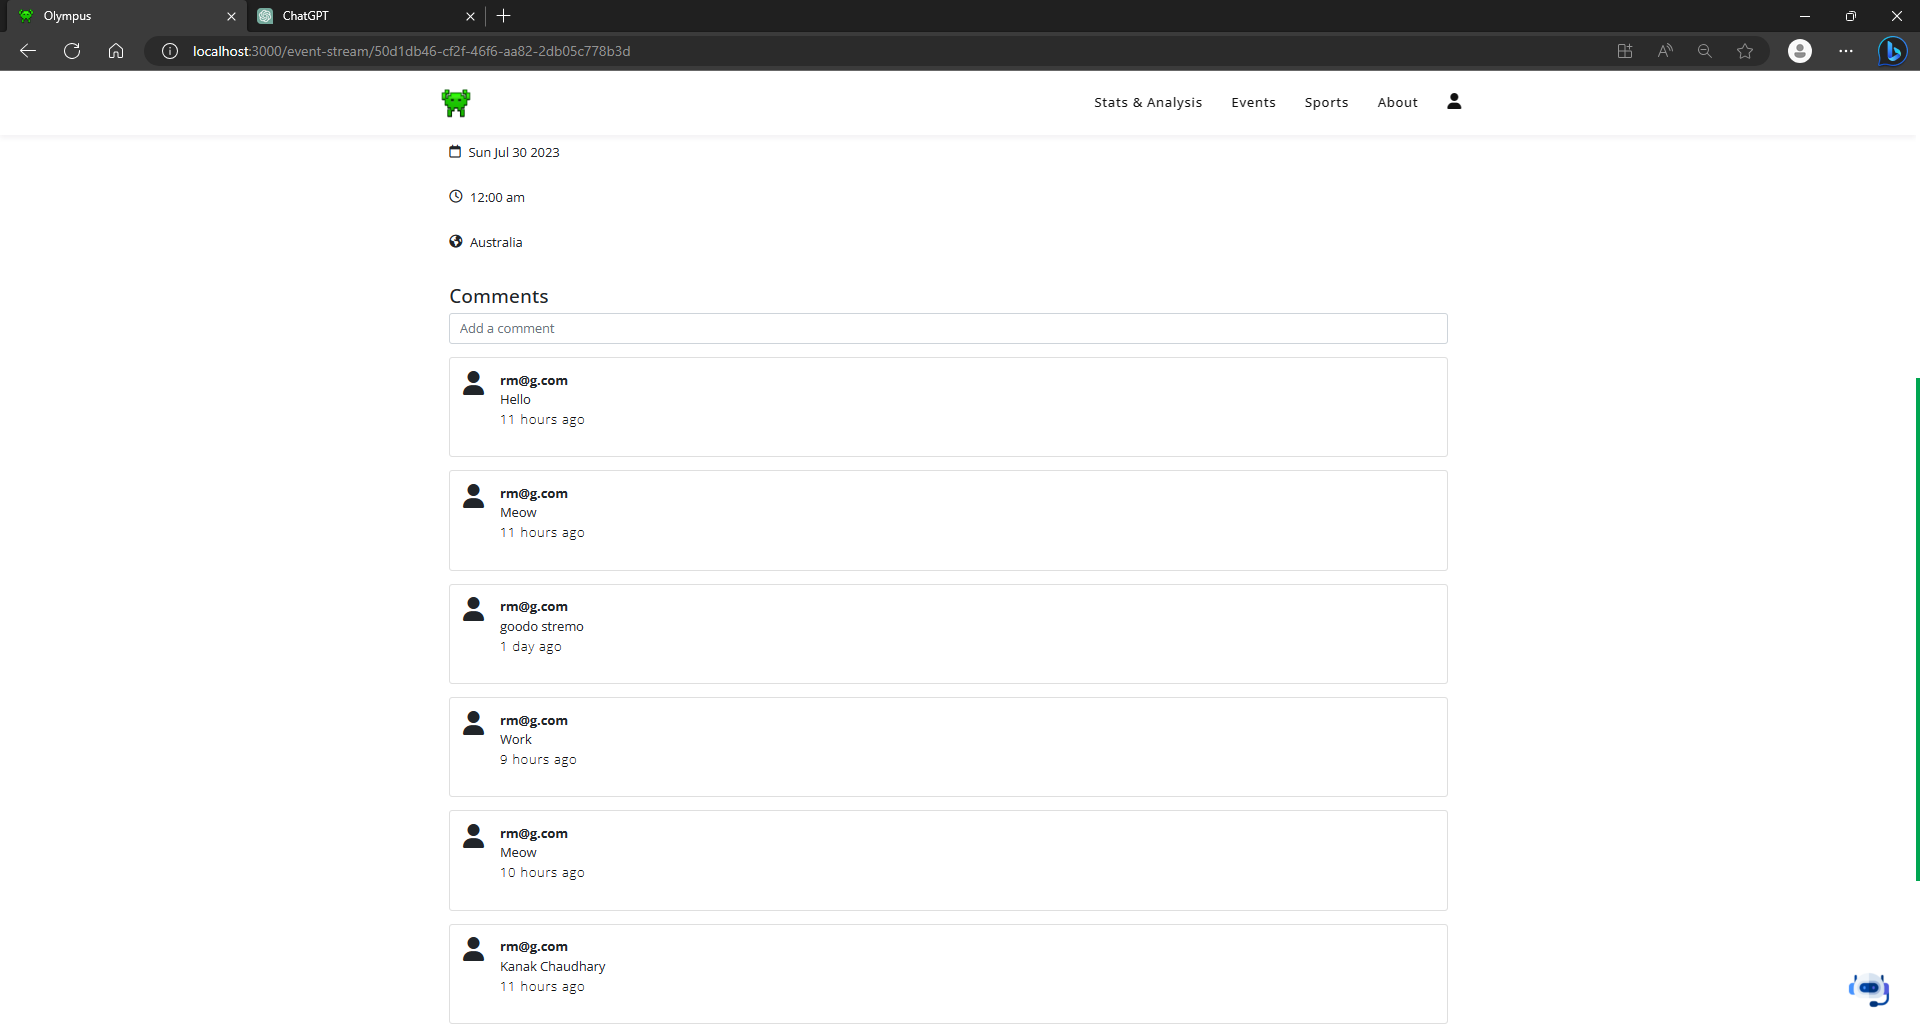 Olympus
ChatGPT
localhost:3000/event-stream/50d1db46-cf2f-46f6-aa82-2db05c778b3d
Stats & Analysis Events Sports About
Sun Jul 30 2023
12:00 am
Australia
Comments
Add a comment
rm@g.com
Hello
11 hours ago
rm@g.com
Meow
11 hours ago
rm@g.com
goodo stremo
1 day ago
rm@g.com
Work
9 hours ago
rm@g.com
Meow
10 hours ago
rm@g.com
Kanak Chaudhary
11 hours ago